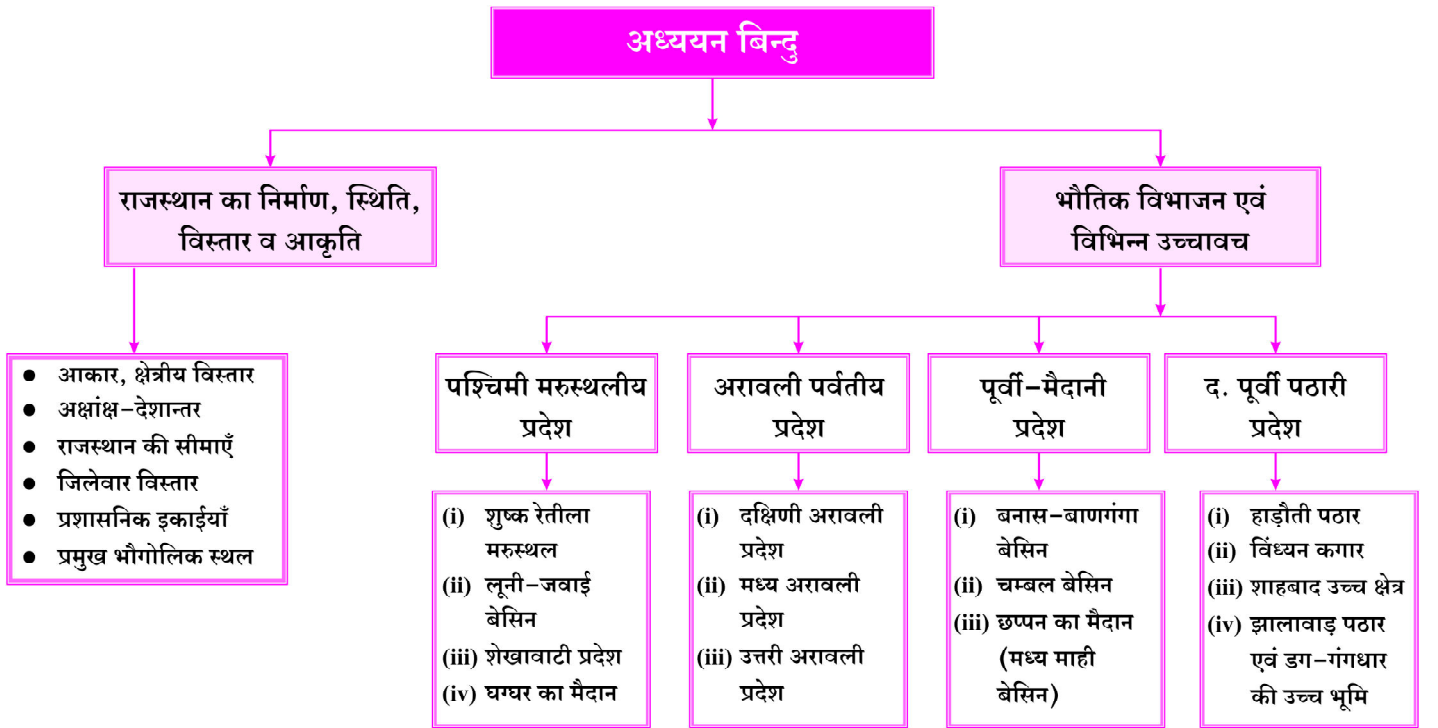 अध्ययन बिन्दु
राजस्थान का निर्माण, स्थिति,
विस्तार व आकृति
भौतिक विभाजन एवं
विभिन्न उच्चावच
● आकार, क्षेत्रीय विस्तार
● अक्षांक्ष-देशान्तर
● राजस्थान की सीमाएँ
● जिलेवार विस्तार
● प्रशासनिक इकाईयाँ
● प्रमुख भौगोलिक स्थल
पश्चिमी मरुस्थलीय
प्रदेश
(i) शुष्क रेतीला
मरुस्थल
(ii) लूनी-जवाई
बेसिन
(iii) शेखावाटी प्रदेश
(iv) घग्घर का मैदान
अरावली पर्वतीय
प्रदेश
(i) दक्षिणी अरावली
प्रदेश
(ii) मध्य अरावली
प्रदेश
(iii) उत्तरी अरावली
प्रदेश
पूर्वी-मैदानी
प्रदेश
(i) बनास-बाणगंगा
बेसिन
(ii) चम्बल बेसिन
(iii) छप्पन का मैदान
(मध्य माही
बेसिन)
द. पूर्वी पठारी
प्रदेश
(i) हाड़ौती पठार
(ii) विंध्यन कगार
(iii) शाहबाद उच्च क्षेत्र
(iv) झालावाड़ पठार
एवं डग-गंगधार
की उच्च भूमि